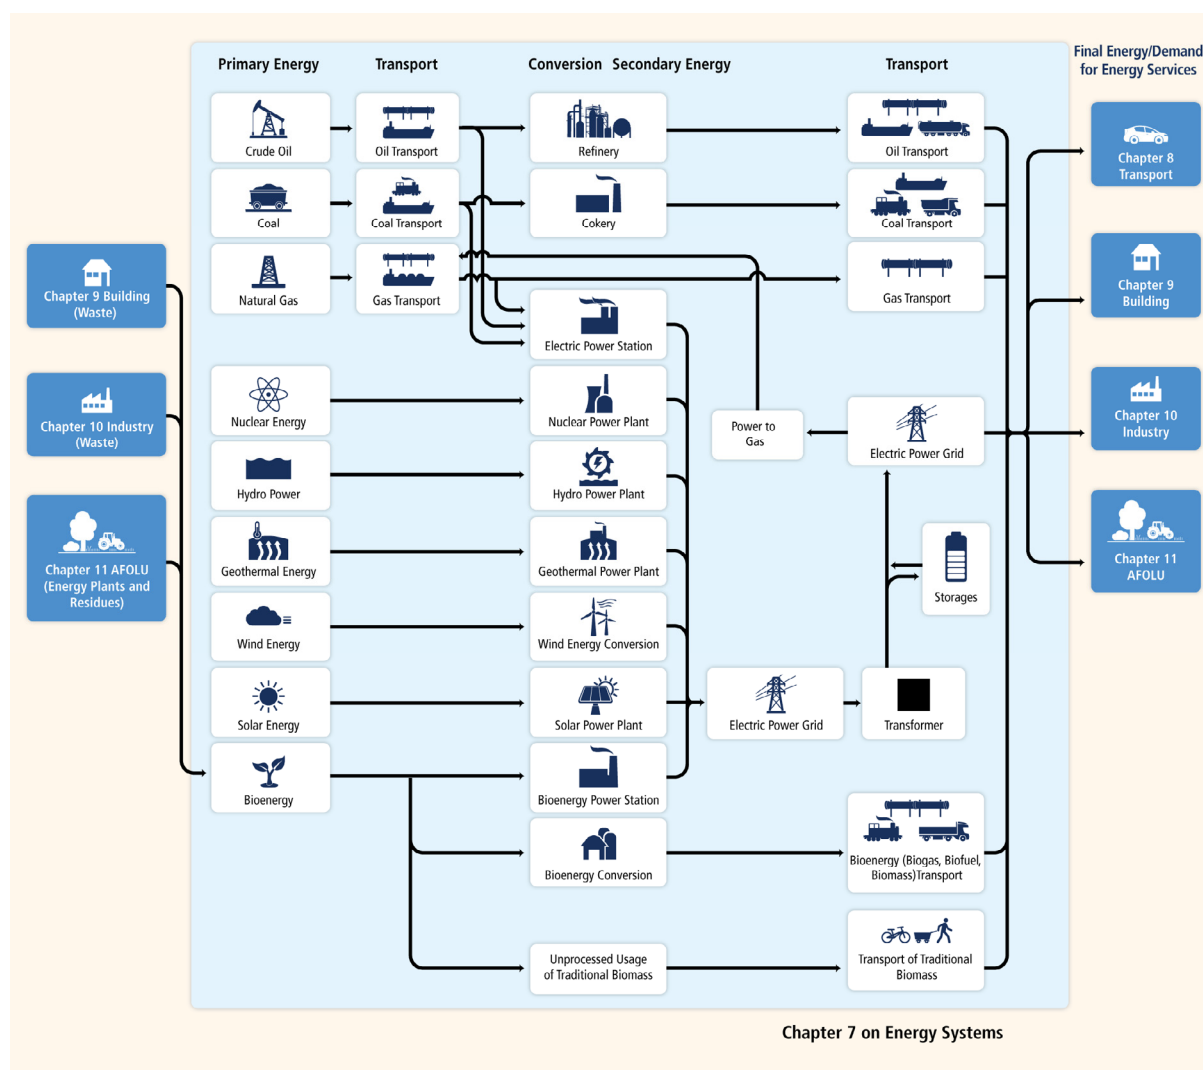 Primary Energy
Transport
Conversion Secondary Energy
Transport
Final Energy/Demand
for Energy Services
Crude Oil
Oil Transport
Refinery
Oil Transport
Chapter 8
Transport
Coal
Coal Transport
Cokery
Coal Transport
Chapter 9 Building
(Waste)
Natural Gas
Gas Transport
Gas Transport
Chapter 9
Building
Electric Power Station
Chapter 10 Industry
(Waste)
Nuclear Energy
Nuclear Power Plant
Power to
Gas
Electric Power Grid
Chapter 10
Industry
Hydro Power
Hydro Power Plant
Chapter 11 AFOLU
(Energy Plants and
Residues)
Geothermal Energy
Geothermal Power Plant
Storages
Chapter 11
AFOLU
Wind Energy
Wind Energy Conversion
Solar Energy
Solar Power Plant
Electric Power Grid
Transformer
Bioenergy
Bioenergy Power Station
Bioenergy Conversion
Bioenergy (Biogas, Biofuel,
Biomass)Transport
Unprocessed Usage
of Traditional Biomass
Transport of Traditional
Biomass
Chapter 7 on Energy Systems